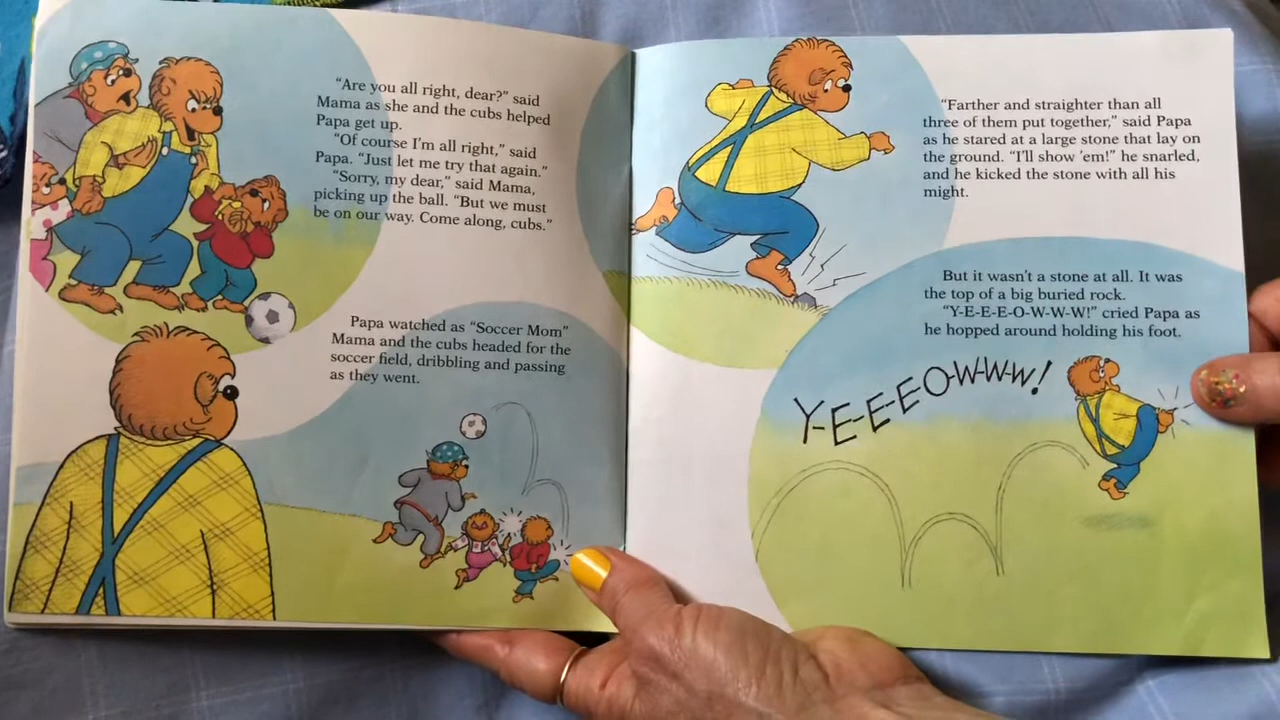 “Are you all right, dear?” said
Mama as she and the cubs helped
Papa get up.
“Of course I’m all right,” said
Papa. “Just let me try that again.”
“Sorry, my dear,” said Mama,
picking up the ball. “But we must
be on our way. Come along, cubs.”
Papa watched as “Soccer Mom”
Mama and the cubs headed for the
soccer field, dribbling and passing
as they went.
“Farther and straighter than all
three of them put together,” said Papa
as he stared at a large stone that lay on
the ground. “I’ll show ’em!” he snarled,
and he kicked the stone with all his
might.
But it wasn’t a stone at all. It was
the top of a big buried rock.
“Y-E-E-E-O-W-W-W!” cried Papa as
he hopped around holding his foot.
Y-E-E-E-O-W-W-W!